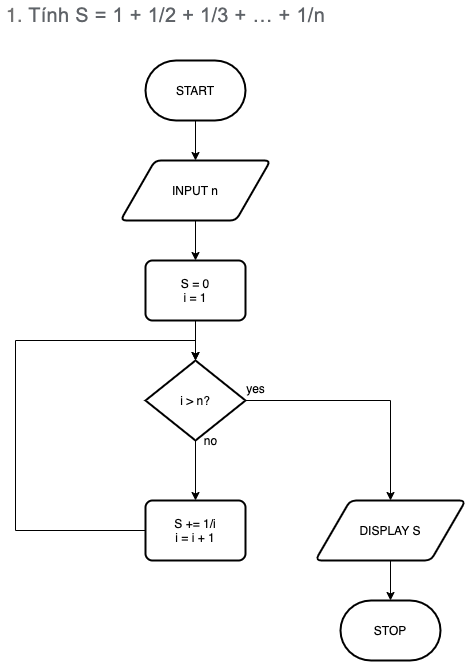 1. Tính S = 1 + 1/2 + 1/3 + … + 1/n
START
INPUT n
S = 0
i = 1
i > n?
yes
no
S += 1/i
i = i + 1
DISPLAY S
STOP